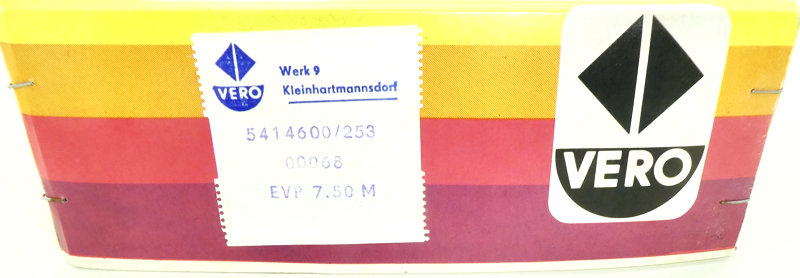 VERO
Werk 9
Kleinhartmannsdorf
5414600/253
00068
EVP 7.50 M
VERO